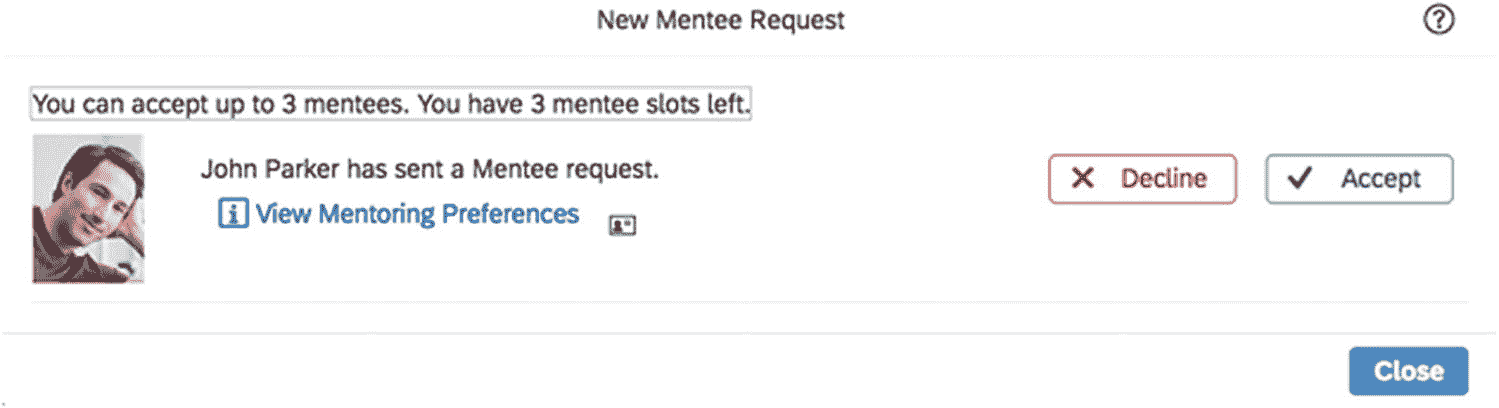 New Mentee Request
You can accept up to 3 mentees. You have 3 mentee slots left.
John Parker has sent a Mentee request.
Decline
Accept
View Mentoring Preferences
Close